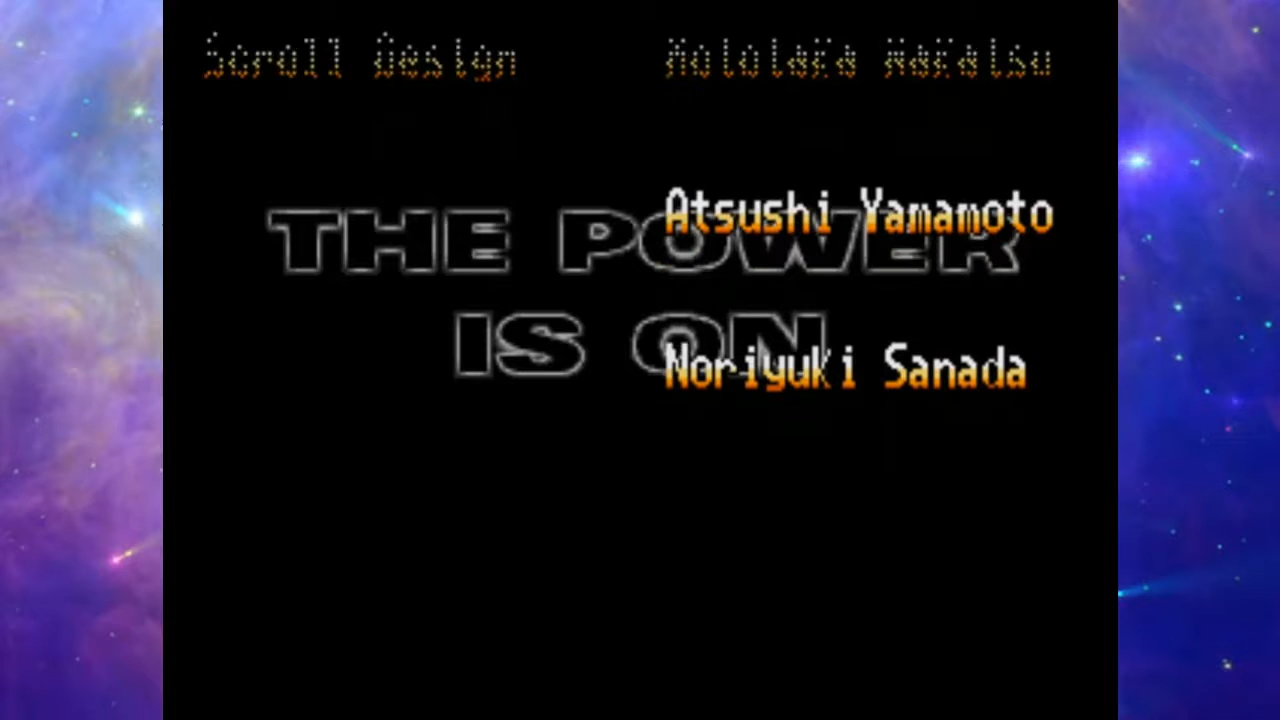 Scroll Design
Atsushi Yamamoto
THE POWER
IS ON
Noriyuki Sanada